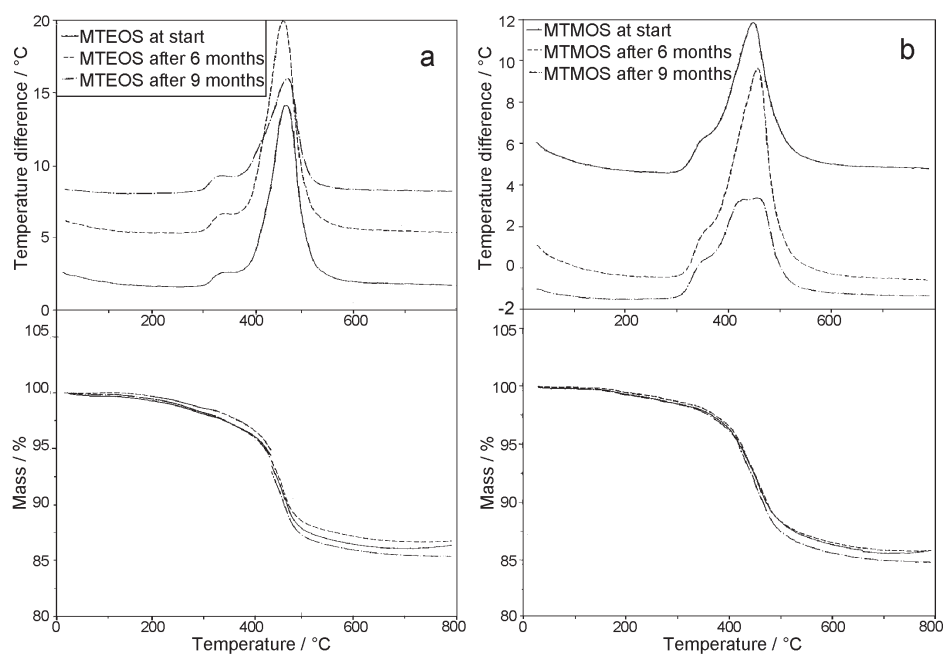 20
MTEOS at start
MTEOS after 6 months
MTEOS after 9 months
a
15
10
5
0
Temperature difference / °C
200
400
600
12
MTMOS at start
MTMOS after 6 months
MTMOS after 9 months
b
10
8
6
4
2
0
-2
Temperature difference / °C
200
400
600
105
100
95
90
85
80
Mass / %
0
200
400
600
800
Temperature / °C
105
100
95
90
85
80
Mass / %
0
200
400
600
800
Temperature / °C